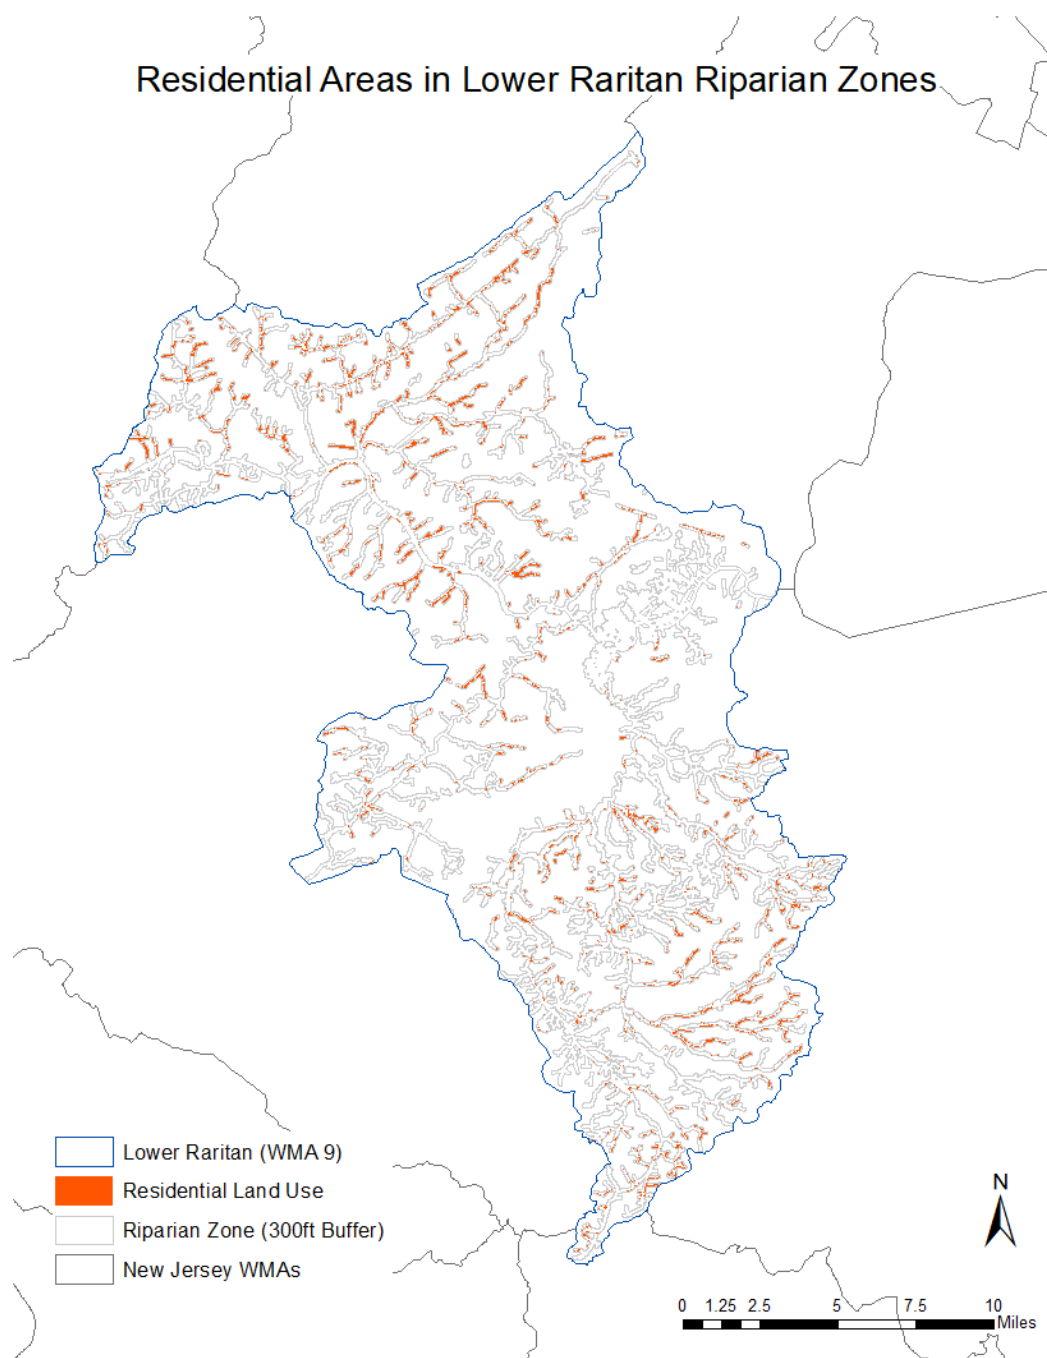 Residential Areas in Lower Raritan Riparian Zones
Lower Raritan (WMA 9)
Residential Land Use
Riparian Zone (300ft Buffer)
New Jersey WMAs
N
0 1.25 2.5 5 7.5 10
Miles